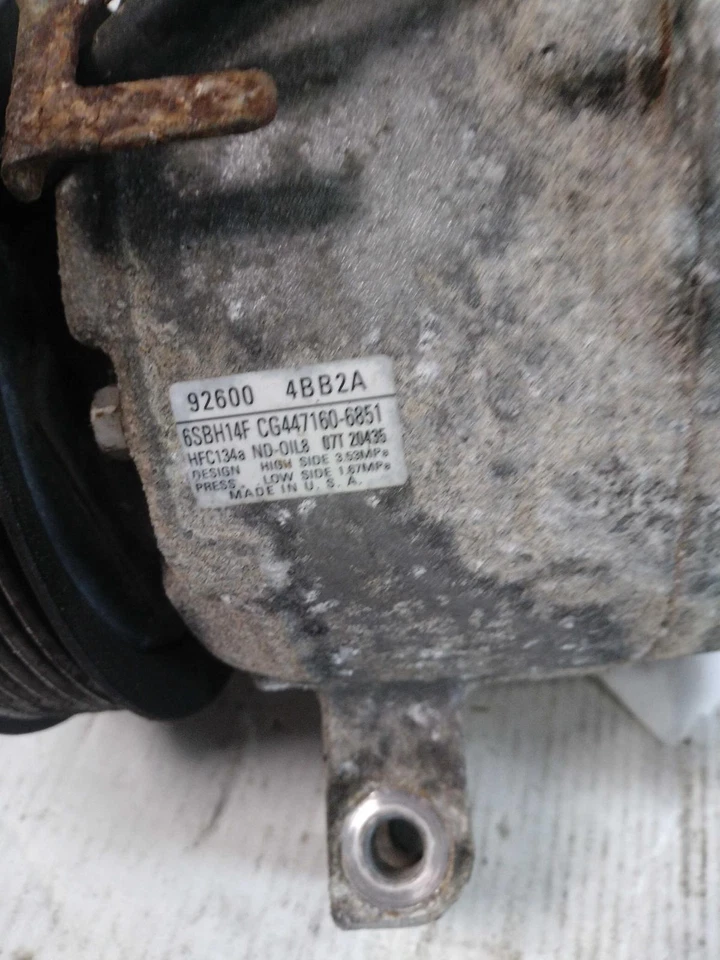 92600 4BB2A
6SBH14F CG447160-6851
HFC134a ND-OIL8 07T 20435
DESIGN HIGH SIDE 3.53MPa
PRESS. LOW SIDE 1.67MPa
MADE IN U. S. A.